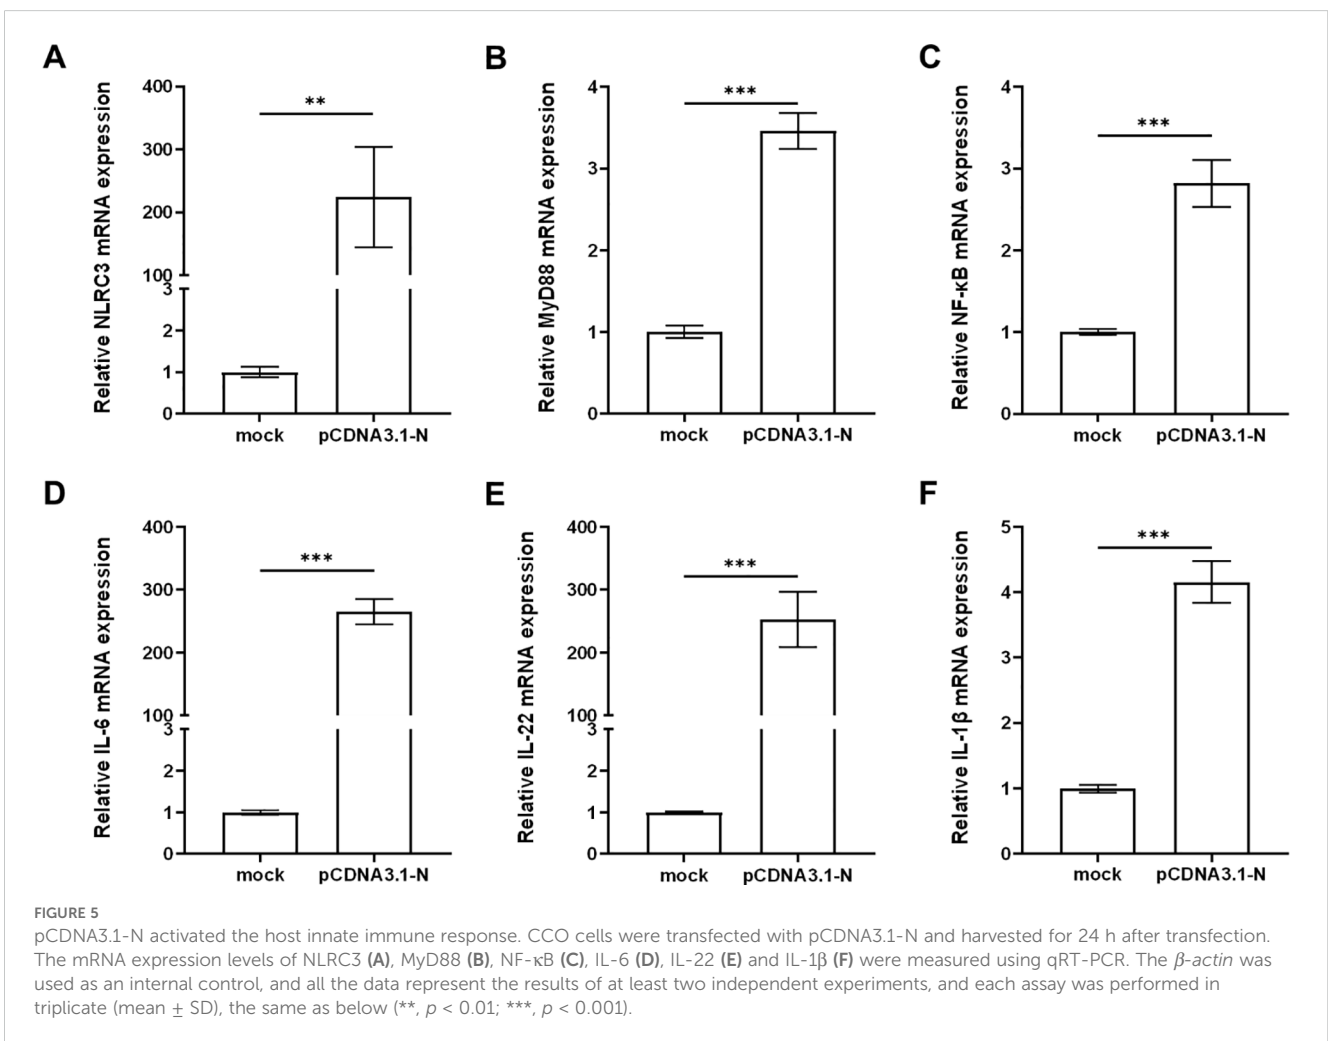 A
B
C
Relative NLRC3 mRNA expression
400
300
200
100
3
2
1
0
**
mock
pCDNA3.1-N
Relative MyD88 mRNA expression
4
3
2
1
0
***
mock
pCDNA3.1-N
Relative NF-κB mRNA expression
4
3
2
1
0
***
mock
pCDNA3.1-N
D
E
F
Relative IL-6 mRNA expression
400
300
200
100
3
2
1
0
***
mock
pCDNA3.1-N
Relative IL-22 mRNA expression
400
300
200
100
3
2
1
0
***
mock
pCDNA3.1-N
Relative IL-1β mRNA expression
5
4
3
2
1
0
***
mock
pCDNA3.1-N
FIGURE 5
pCDNA3.1-N activated the host innate immune response. CCO cells were transfected with pCDNA3.1-N and harvested for 24 h after transfection.
The mRNA expression levels of NLRC3 (A), MyD88 (B), NF-κB (C), IL-6 (D), IL-22 (E) and IL-1β (F) were measured using qRT-PCR. The β-actin was
used as an internal control, and all the data represent the results of at least two independent experiments, and each assay was performed in
triplicate (mean ± SD), the same as below (**, p < 0.01; ***, p < 0.001).